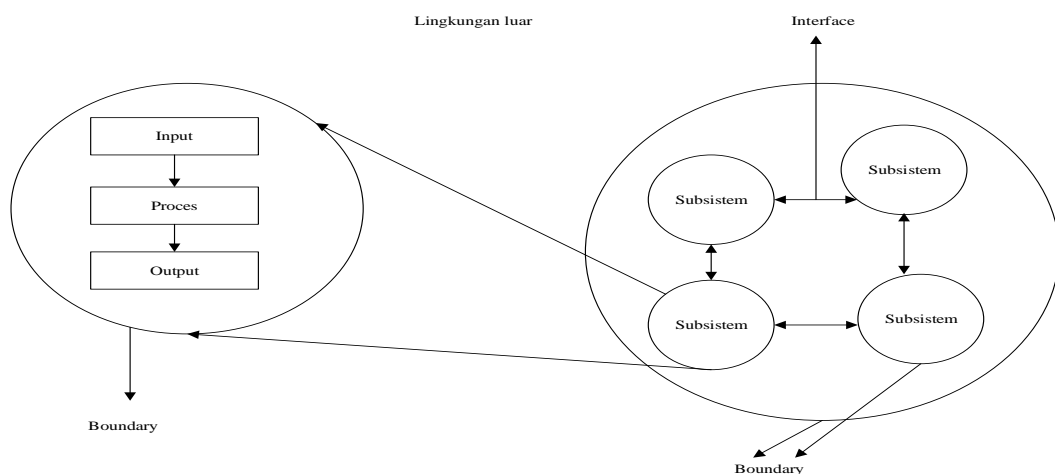 Lingkungan luar
Interface
Input
Proces
Output
Boundary
Subsistem
Subsistem
Subsistem
Subsistem
Boundary